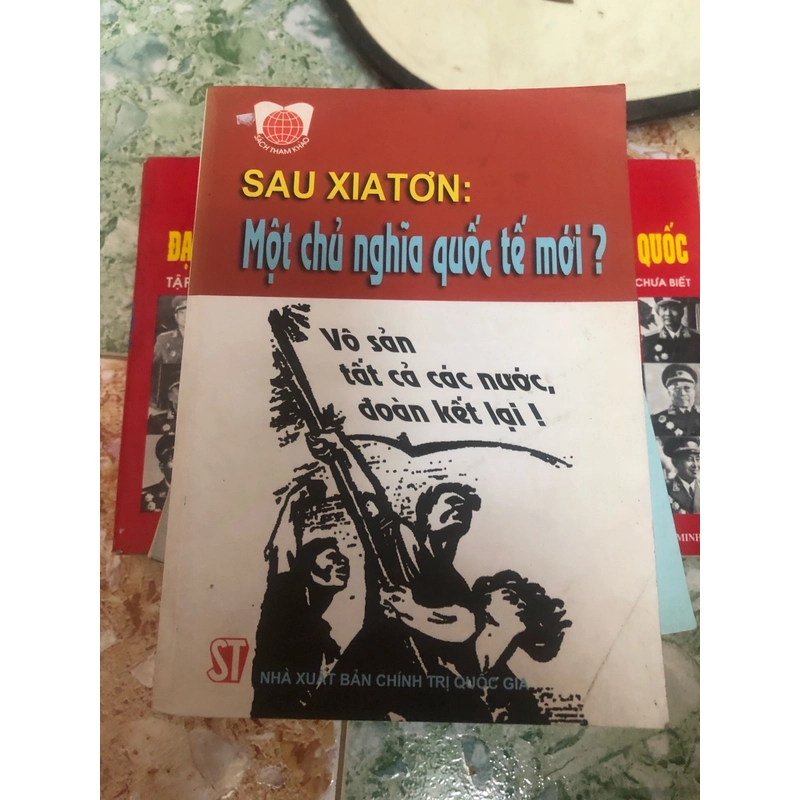 SÁCH THAM KHẢO
SAU XIATƠN:
Một chủ nghĩa quốc tế mới ?
Vô sản
tất cả các nước,
đoàn kết lại !
ST
NHÀ XUẤT BẢN CHÍNH TRỊ QUỐC GIA
QUỐC
CHƯA BIẾT
MINH